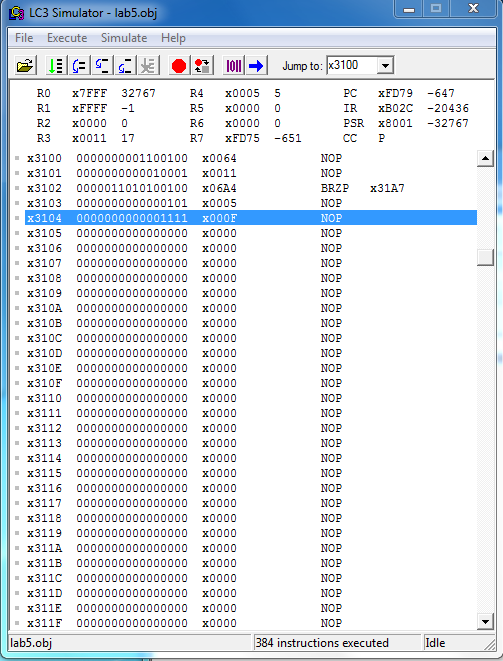 LC3 Simulator - lab5.obj
File Execute Simulate Help
Jump to: x3100
R0 x7FFF 32767 R4 x0005 5 PC xFD79 -647
R1 xFFFF -1 R5 x0000 0 IR xB02C -20436
R2 x0000 0 R6 x0000 0 PSR x8001 -32767
R3 x0011 17 R7 xFD75 -651 CC P
x3100 0000000001100100 x0064 NOP
x3101 0000000000010001 x0011 NOP
x3102 0000011010100100 x06A4 BRZP x31A7
x3103 0000000000000101 x0005 NOP
x3104 0000000000001111 x000F NOP
x3105 0000000000000000 x0000 NOP
x3106 0000000000000000 x0000 NOP
x3107 0000000000000000 x0000 NOP
x3108 0000000000000000 x0000 NOP
x3109 0000000000000000 x0000 NOP
x310A 0000000000000000 x0000 NOP
x310B 0000000000000000 x0000 NOP
x310C 0000000000000000 x0000 NOP
x310D 0000000000000000 x0000 NOP
x310E 0000000000000000 x0000 NOP
x310F 0000000000000000 x0000 NOP
x3110 0000000000000000 x0000 NOP
x3111 0000000000000000 x0000 NOP
x3112 0000000000000000 x0000 NOP
x3113 0000000000000000 x0000 NOP
x3114 0000000000000000 x0000 NOP
x3115 0000000000000000 x0000 NOP
x3116 0000000000000000 x0000 NOP
x3117 0000000000000000 x0000 NOP
x3118 0000000000000000 x0000 NOP
x3119 0000000000000000 x0000 NOP
x311A 0000000000000000 x0000 NOP
x311B 0000000000000000 x0000 NOP
x311C 0000000000000000 x0000 NOP
x311D 0000000000000000 x0000 NOP
x311E 0000000000000000 x0000 NOP
x311F 0000000000000000 x0000 NOP
lab5.obj 384 instructions executed Idle